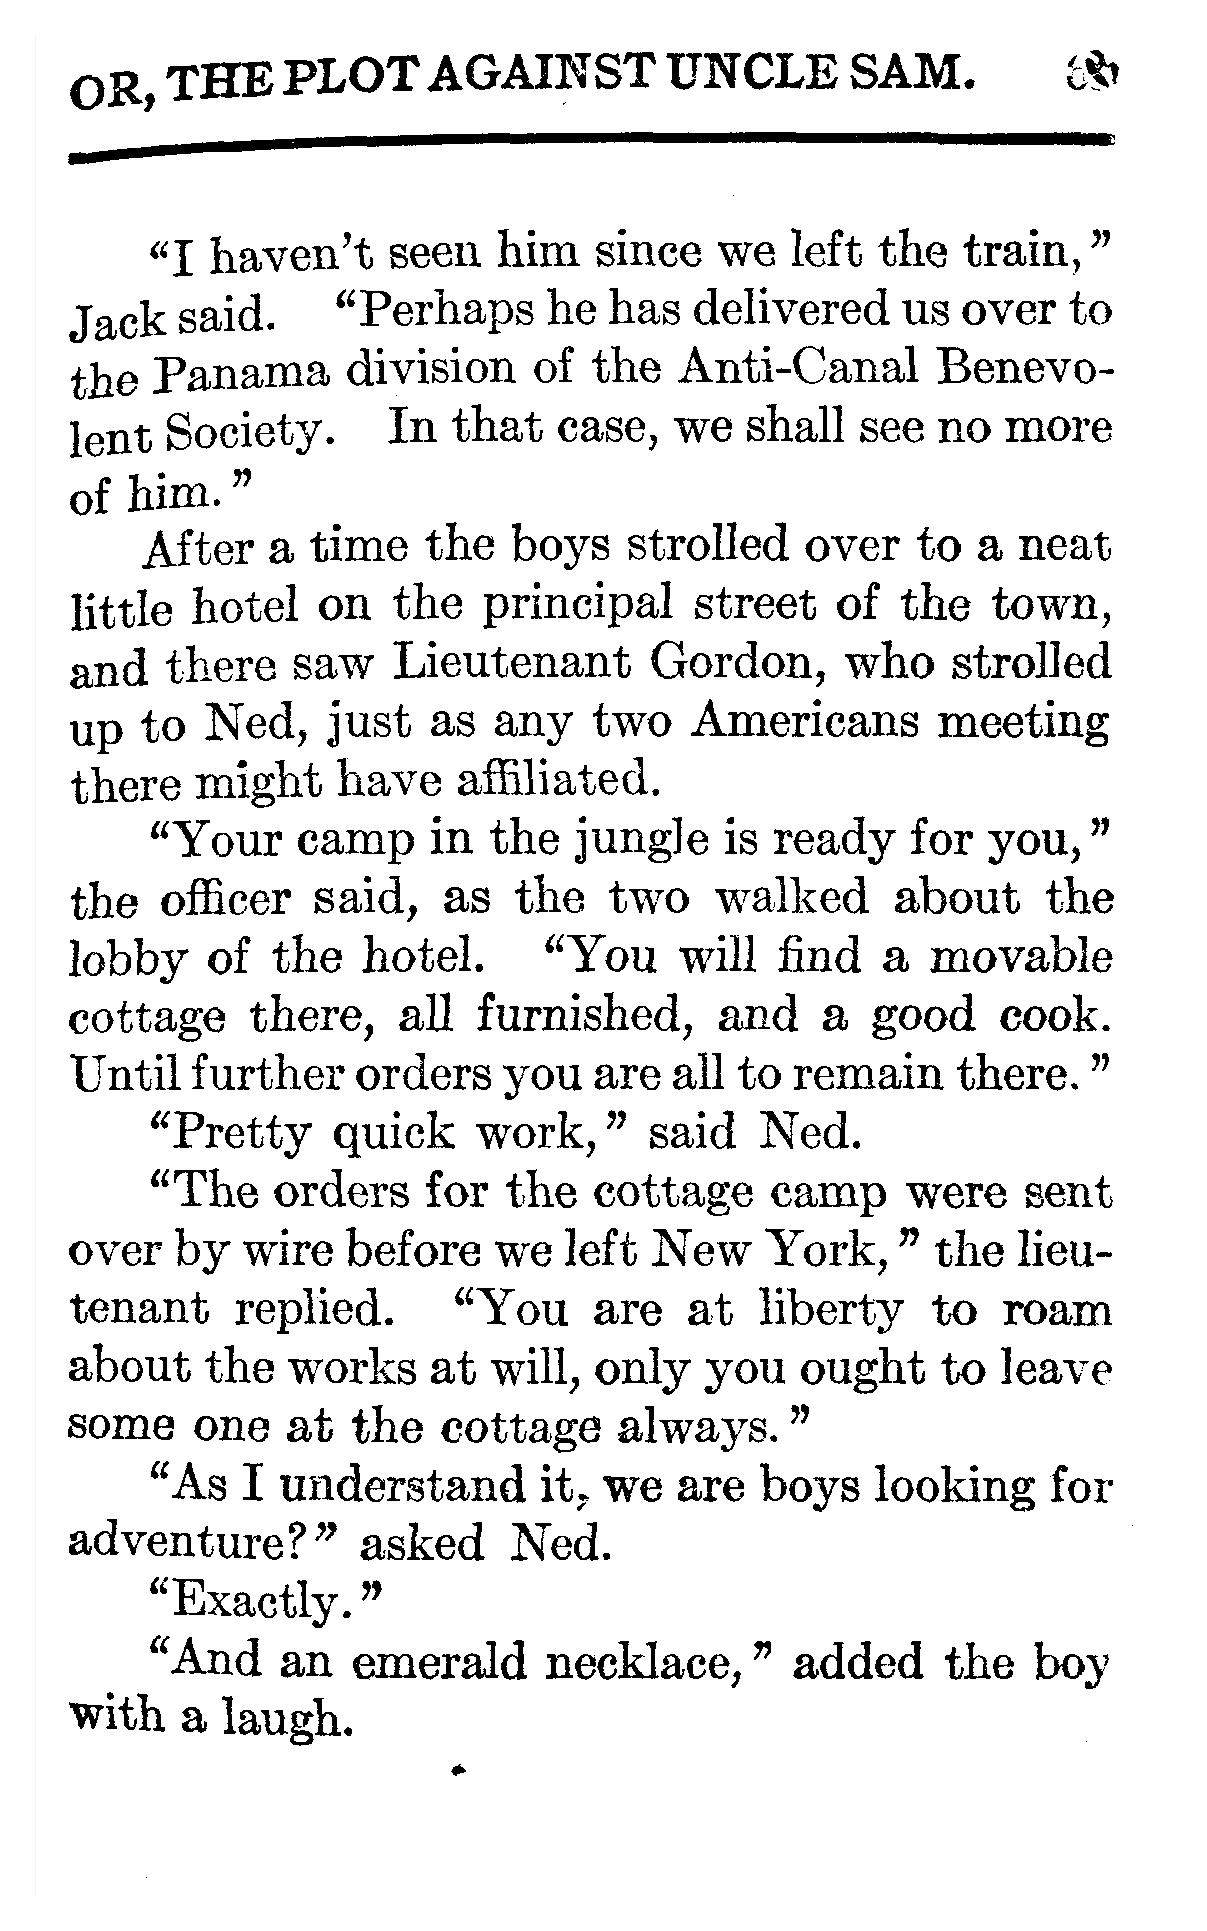 OR, THE PLOT AGAINST UNCLE SAM.
“I haven’t seen him since we left the train,”
Jack said. “Perhaps he has delivered us over to
the Panama division of the Anti-Canal Benevo-
lent Society. In that case, we shall see no more
of him.”
After a time the boys strolled over to a neat
little hotel on the principal street of the town,
and there saw Lieutenant Gordon, who strolled
up to Ned, just as any two Americans meeting
there might have affiliated.
“Your camp in the jungle is ready for you,”
the officer said, as the two walked about the
lobby of the hotel. “You will find a movable
cottage there, all furnished, and a good cook.
Until further orders you are all to remain there.”
“Pretty quick work,” said Ned.
“The orders for the cottage camp were sent
over by wire before we left New York,” the lieu-
tenant replied. “You are at liberty to roam
about the works at will, only you ought to leave
some one at the cottage always.”
“As I understand it, we are boys looking for
adventure?” asked Ned.
“Exactly.”
“And an emerald necklace,” added the boy
with a laugh.